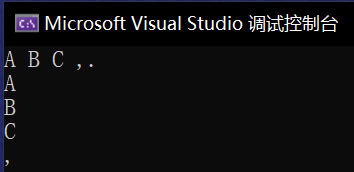 C:\ Microsoft Visual Studio 调试控制台
A B C ,.
A
B
C
,